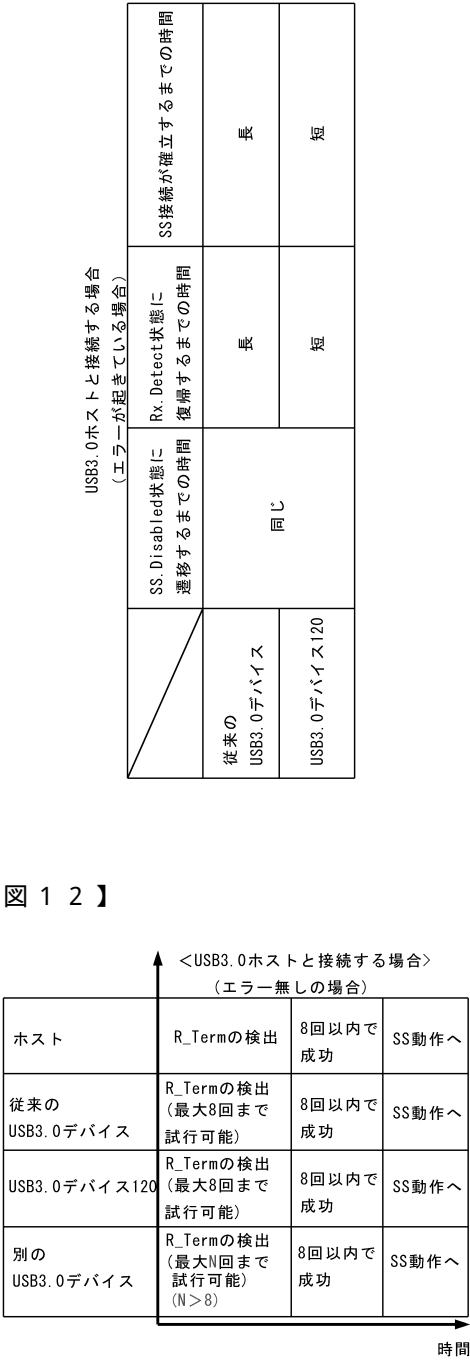 USB3.0ホストと接続する場合
(エラーが起きている場合)
SS.Disabled状態に
遷移するまでの時間
Rx.Detect状態に
復帰するまでの時間
SS接続が確立するまでの時間
従来の
USB3.0デバイス
同じ
長
長
USB3.0デバイス120
短
短
図12】
<USB3.0ホストと接続する場合>
(エラー無しの場合)
ホスト
R_Termの検出
8回以内で
成功
SS動作へ
従来の
USB3.0デバイス
R_Termの検出
(最大8回まで
試行可能)
8回以内で
成功
SS動作へ
USB3.0デバイス120
R_Termの検出
(最大8回まで
試行可能)
8回以内で
成功
SS動作へ
別の
USB3.0デバイス
R_Termの検出
(最大N回まで
試行可能)
(N＞8)
8回以内で
成功
SS動作へ
時間